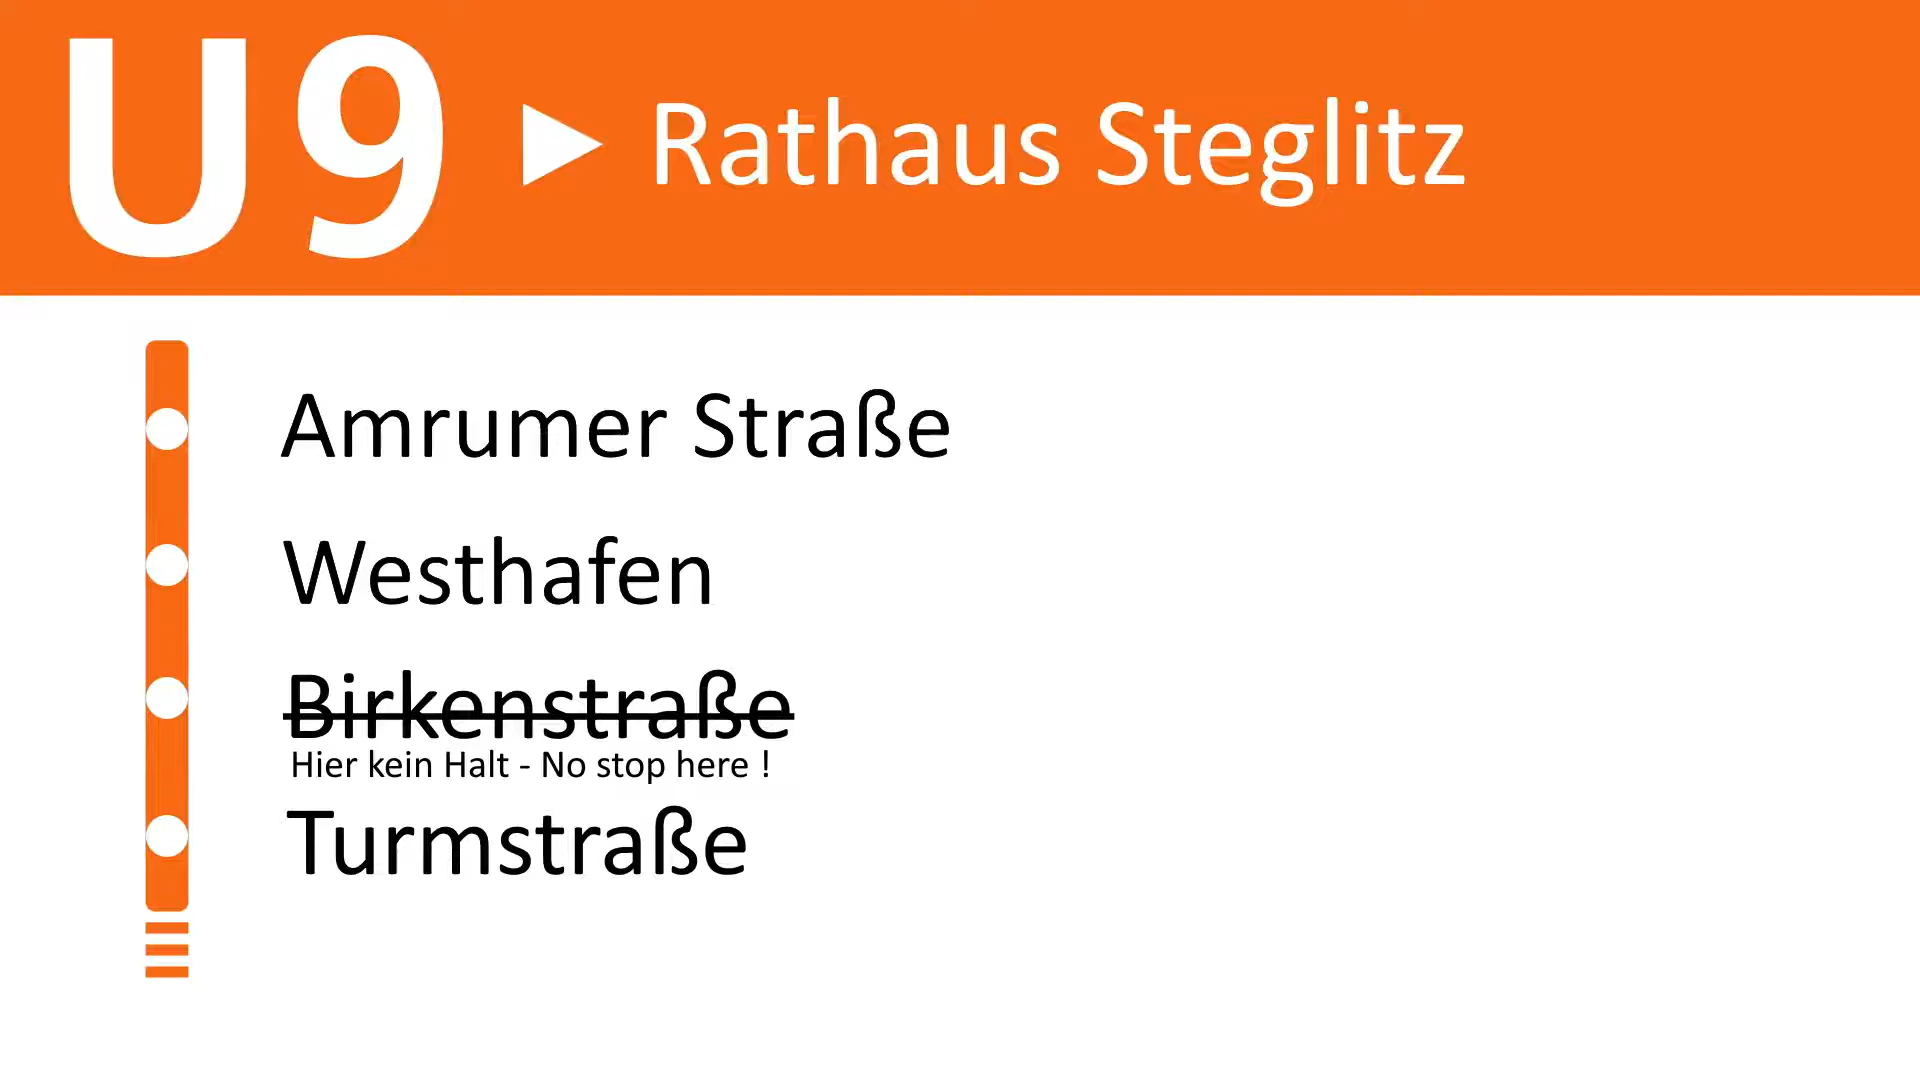 U9 ▶ Rathaus Steglitz
Amrumer Straße
Westhafen
Birkenstraße
Hier kein Halt - No stop here !
Turmstraße